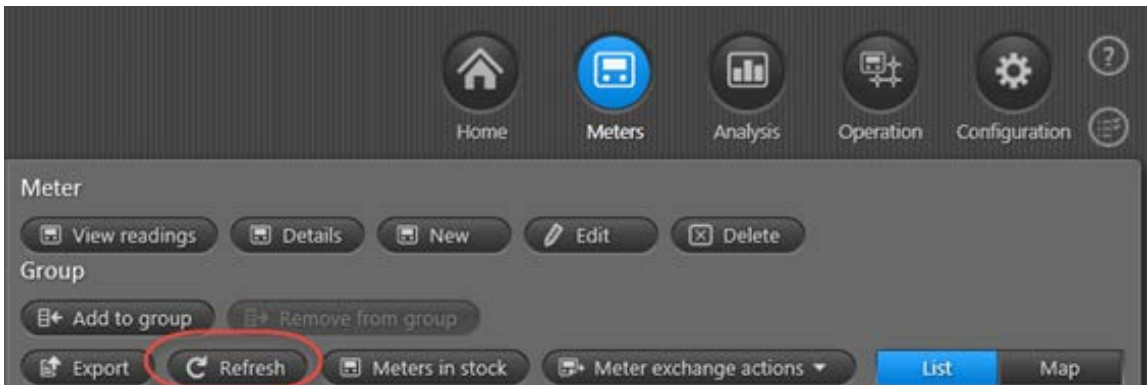 ?
Home Meters Analysis Operation Configuration
Meter
View readings Details New Edit Delete
Group
Add to group Remove from group
Export Refresh Meters in stock Meter exchange actions List Map